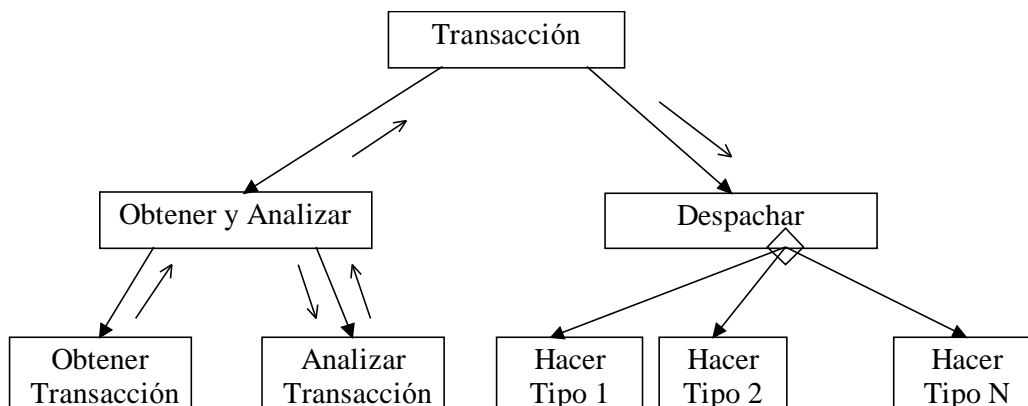 Transacción
Obtener y Analizar
Despachar
Obtener
Transacción
Analizar
Transacción
Hacer
Tipo 1
Hacer
Tipo 2
Hacer
Tipo N